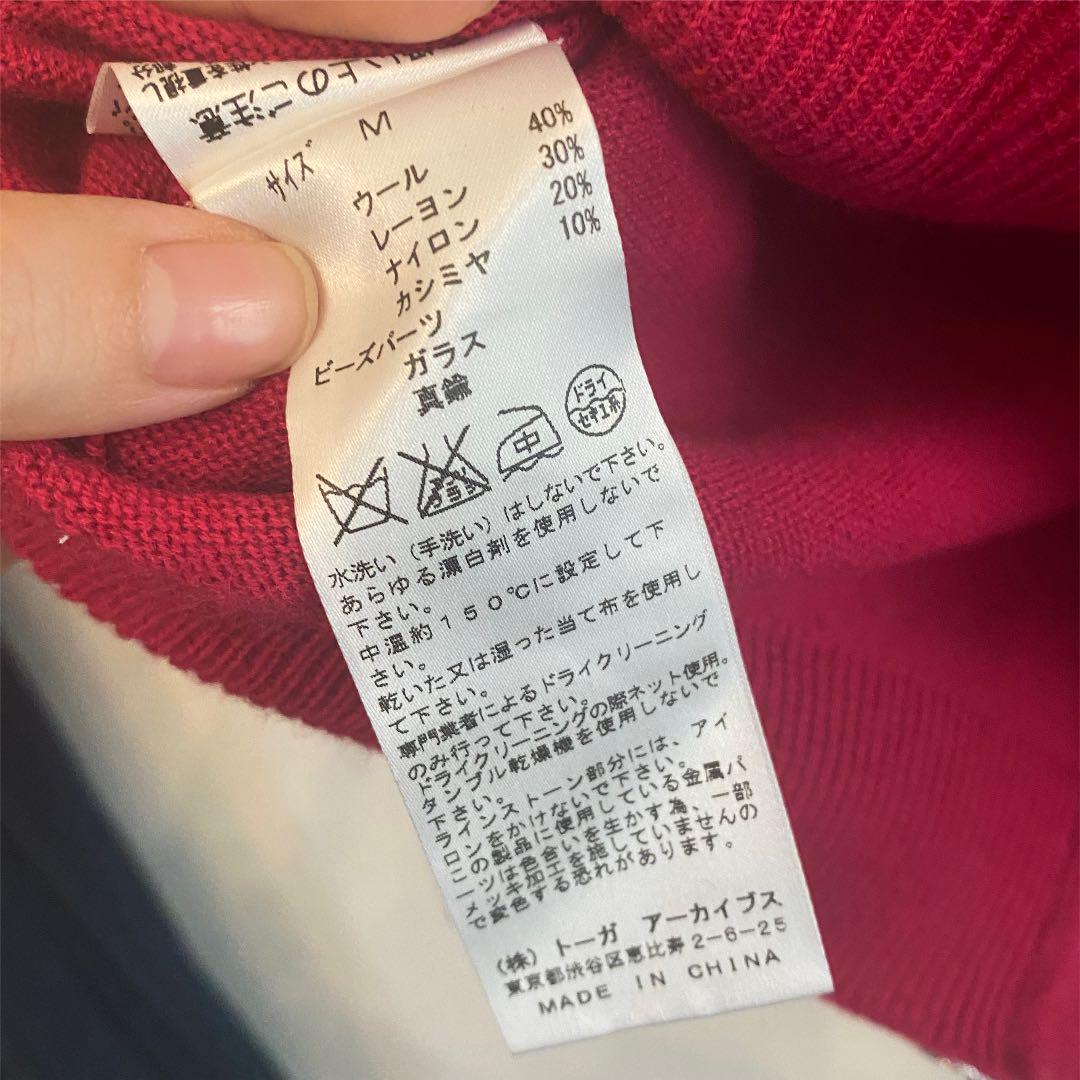 い上のご注意
サイズ M
ウール 40%
レーヨン 30%
ナイロン 20%
カシミヤ 10%
ビーズパーツ
ガラス
真鍮
エンソサラシ
中
ドライ
セキユ系
水洗い(手洗い)はしないで下さい。
あらゆる漂白剤を使用しないで
下さい。
中温約150℃に設定して下
さい。
乾いた又は湿った当て布を使用し
て下さい。
専門業者によるドライクリーニング
のみ行って下さい。
ドライクリーニングの際ネット使用。
タンブル乾燥機を使用しないで
下さい。
ラインストーン部分には、アイ
ロンをかけないで下さい。
この製品に使用している金属パ
ーツは色合いを生かす為、一部
メッキ加工を施していませんの
で変色する恐れがあります。
(株)トーガ アーカイブス
東京都渋谷区恵比寿2-6-25
MADE IN CHINA